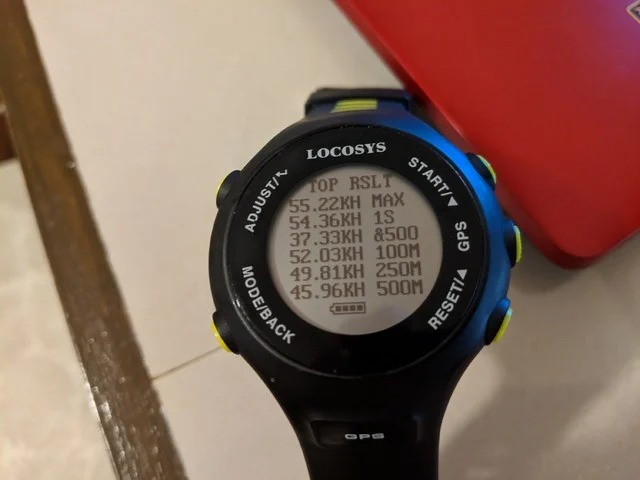 LOCOSYS
ADJUST/
START/▼
GPS
TOP RSLT
55.22KH MAX
54.36KH 1S
37.33KH &500
52.03KH 100M
49.81KH 250M
45.96KH 500M
MODE/BACK
RESET/▲
GPS